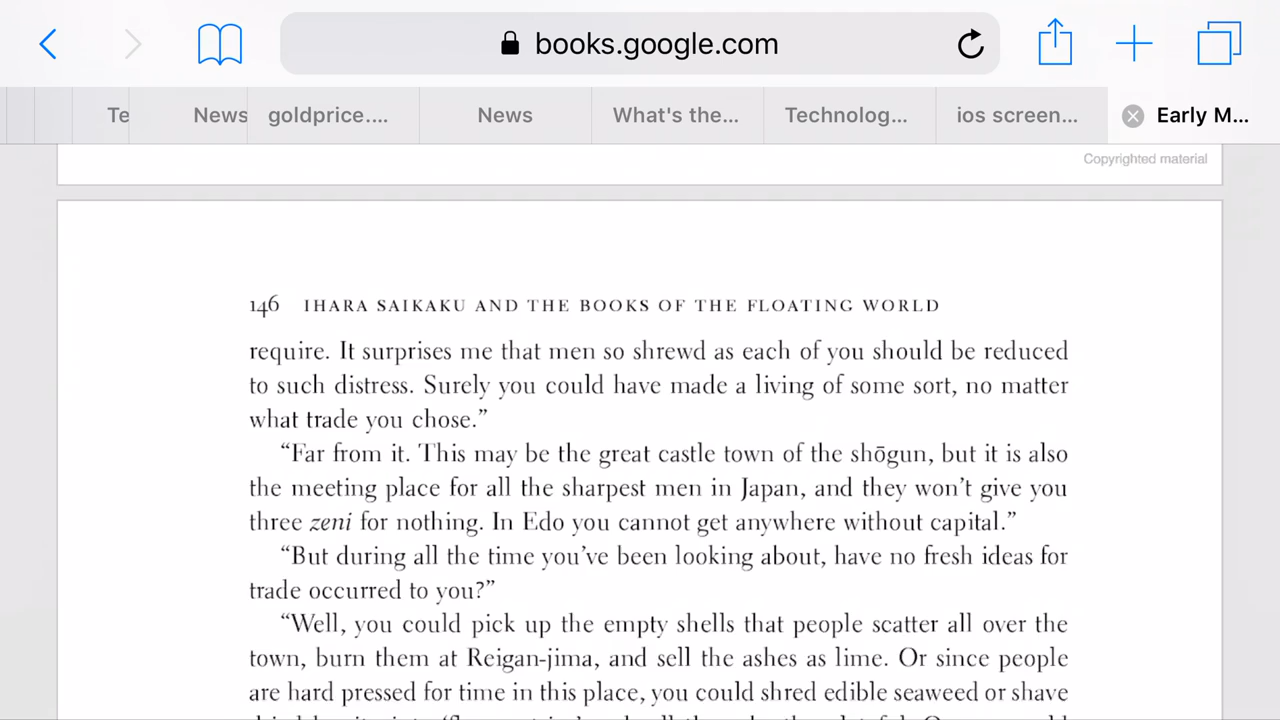 books.google.com
Te
News
goldprice....
News
What's the...
Technolog...
ios screen...
Early M...
Copyrighted material
146 IHARA SAIKAKU AND THE BOOKS OF THE FLOATING WORLD
require. It surprises me that men so shrewd as each of you should be reduced
to such distress. Surely you could have made a living of some sort, no matter
what trade you chose.”
“Far from it. This may be the great castle town of the shōgun, but it is also
the meeting place for all the sharpest men in Japan, and they won’t give you
three zeni for nothing. In Edo you cannot get anywhere without capital.”
“But during all the time you’ve been looking about, have no fresh ideas for
trade occurred to you?”
“Well, you could pick up the empty shells that people scatter all over the
town, burn them at Reigan-jima, and sell the ashes as lime. Or since people
are hard pressed for time in this place, you could shred edible seaweed or shave